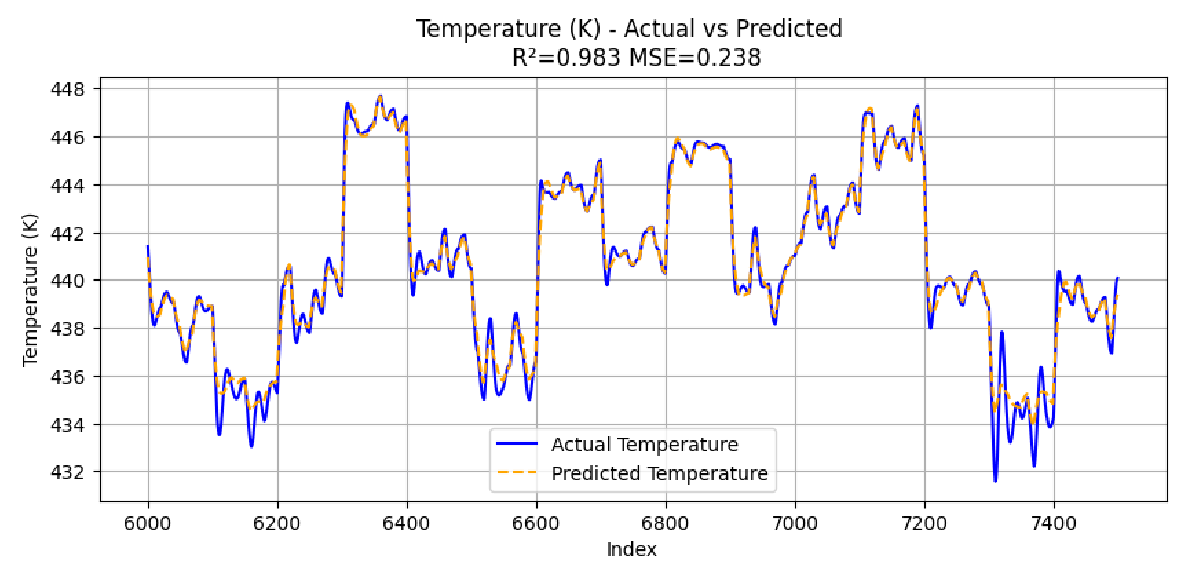 Temperature (K) - Actual vs Predicted
R²=0.983 MSE=0.238
Temperature (K)
448
446
444
442
440
438
436
434
432
Actual Temperature
Predicted Temperature
6000 6200 6400 6600 6800 7000 7200 7400
Index